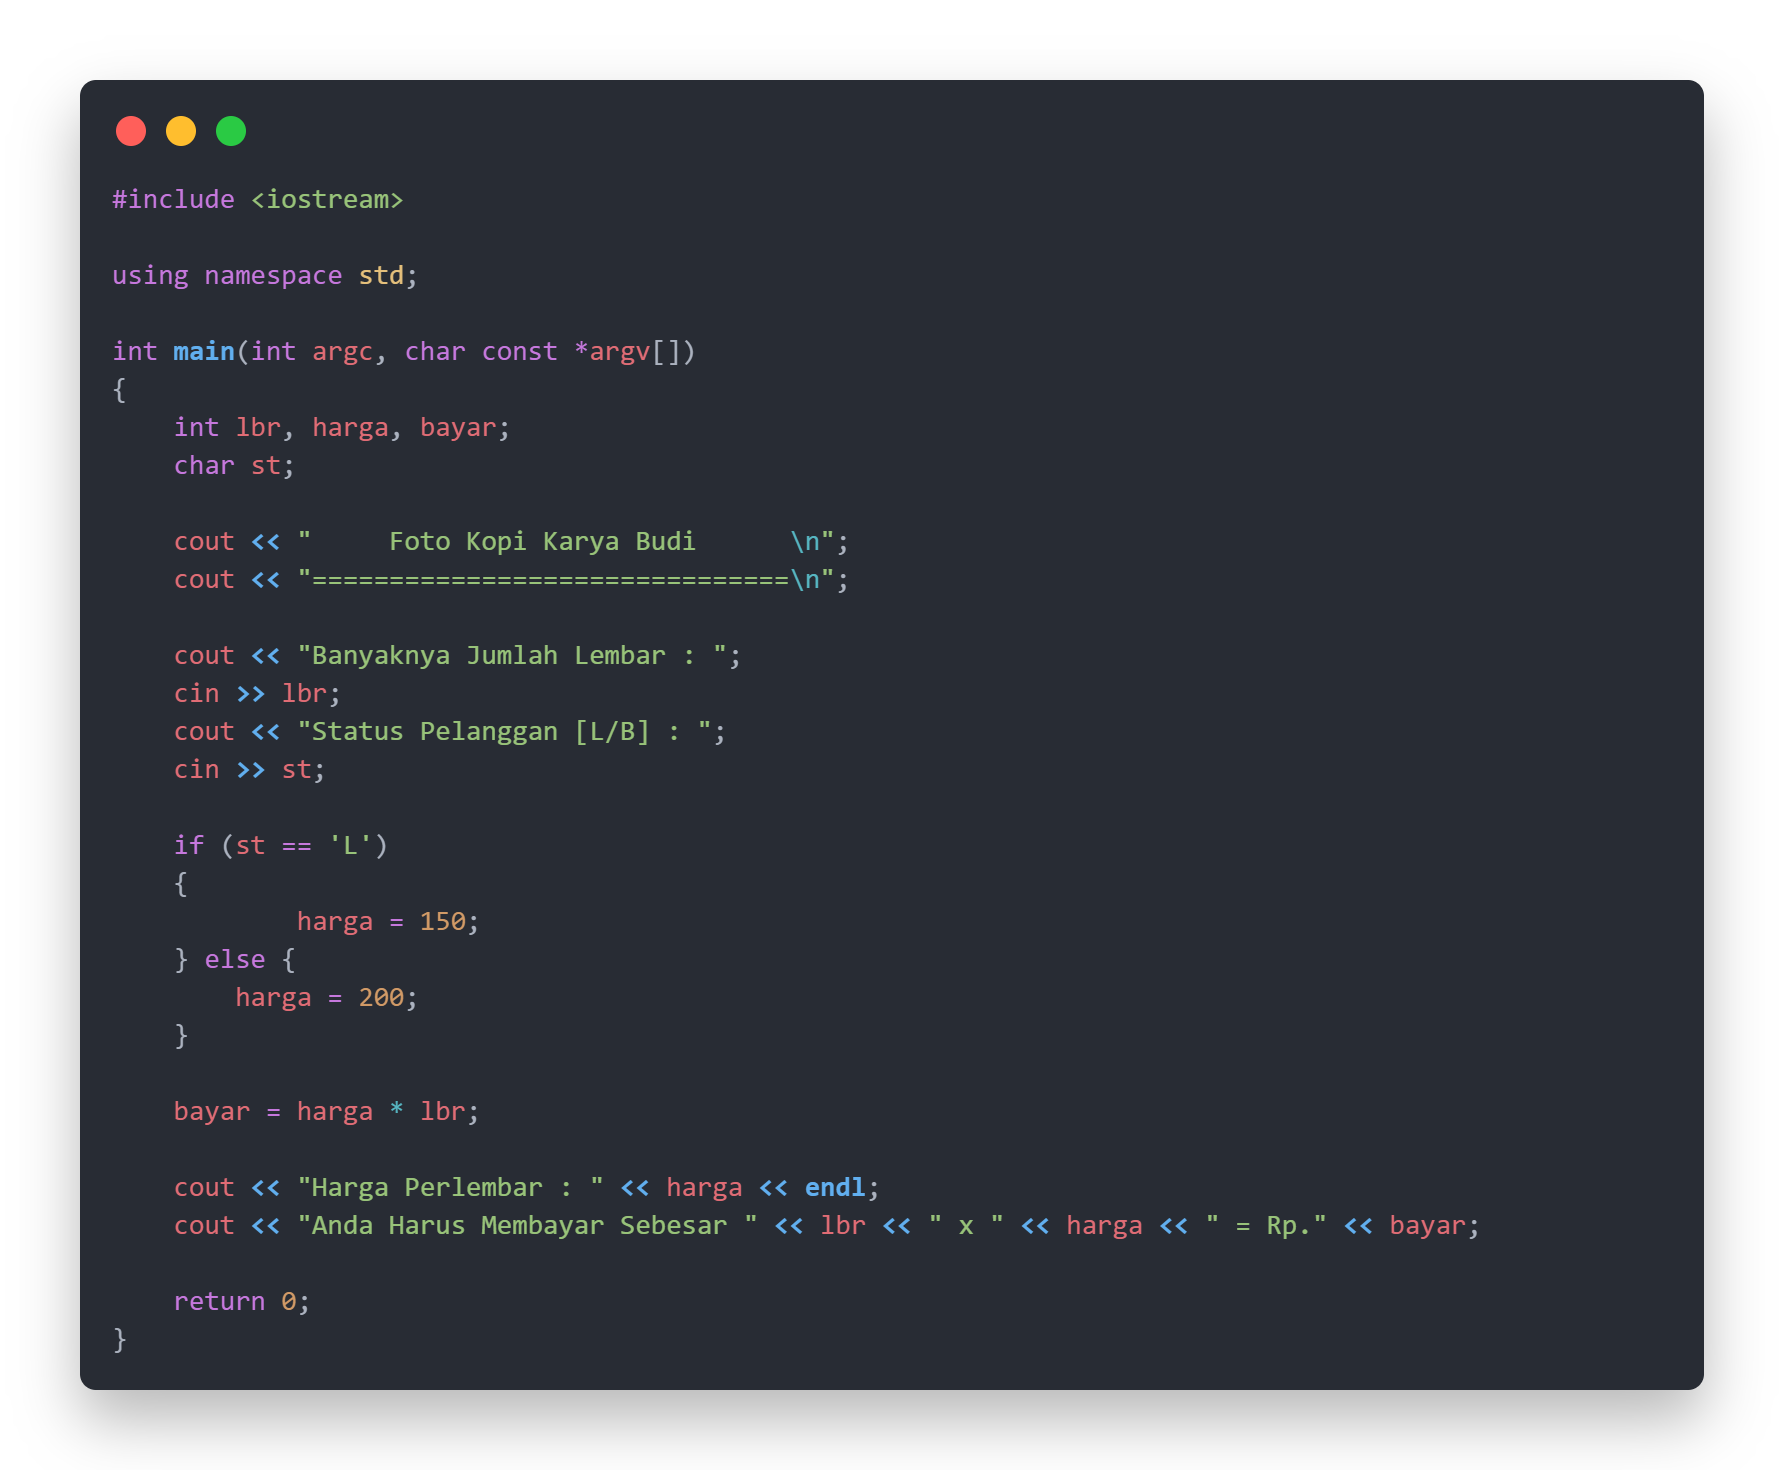 #include <iostream>

using namespace std;

int main(int argc, char const *argv[])
{
    int lbr, harga, bayar;
    char st;

    cout << "     Foto Kopi Karya Budi      \n";
    cout << "===============================\n";

    cout << "Banyaknya Jumlah Lembar : ";
    cin >> lbr;
    cout << "Status Pelanggan [L/B] : ";
    cin >> st;

    if (st == 'L')
    {
            harga = 150;
    } else {
        harga = 200;
    }

    bayar = harga * lbr;

    cout << "Harga Perlembar : " << harga << endl;
    cout << "Anda Harus Membayar Sebesar " << lbr << " x " << harga << " = Rp." << bayar;

    return 0;
}